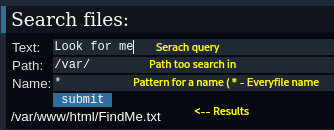 Search files:
Text: Look for me Serach query
Path: /var/ Path too search in
Name: * Pattern for a name ( * - Everyfile name
submit
<-- Results
/var/www/html/FindMe.txt